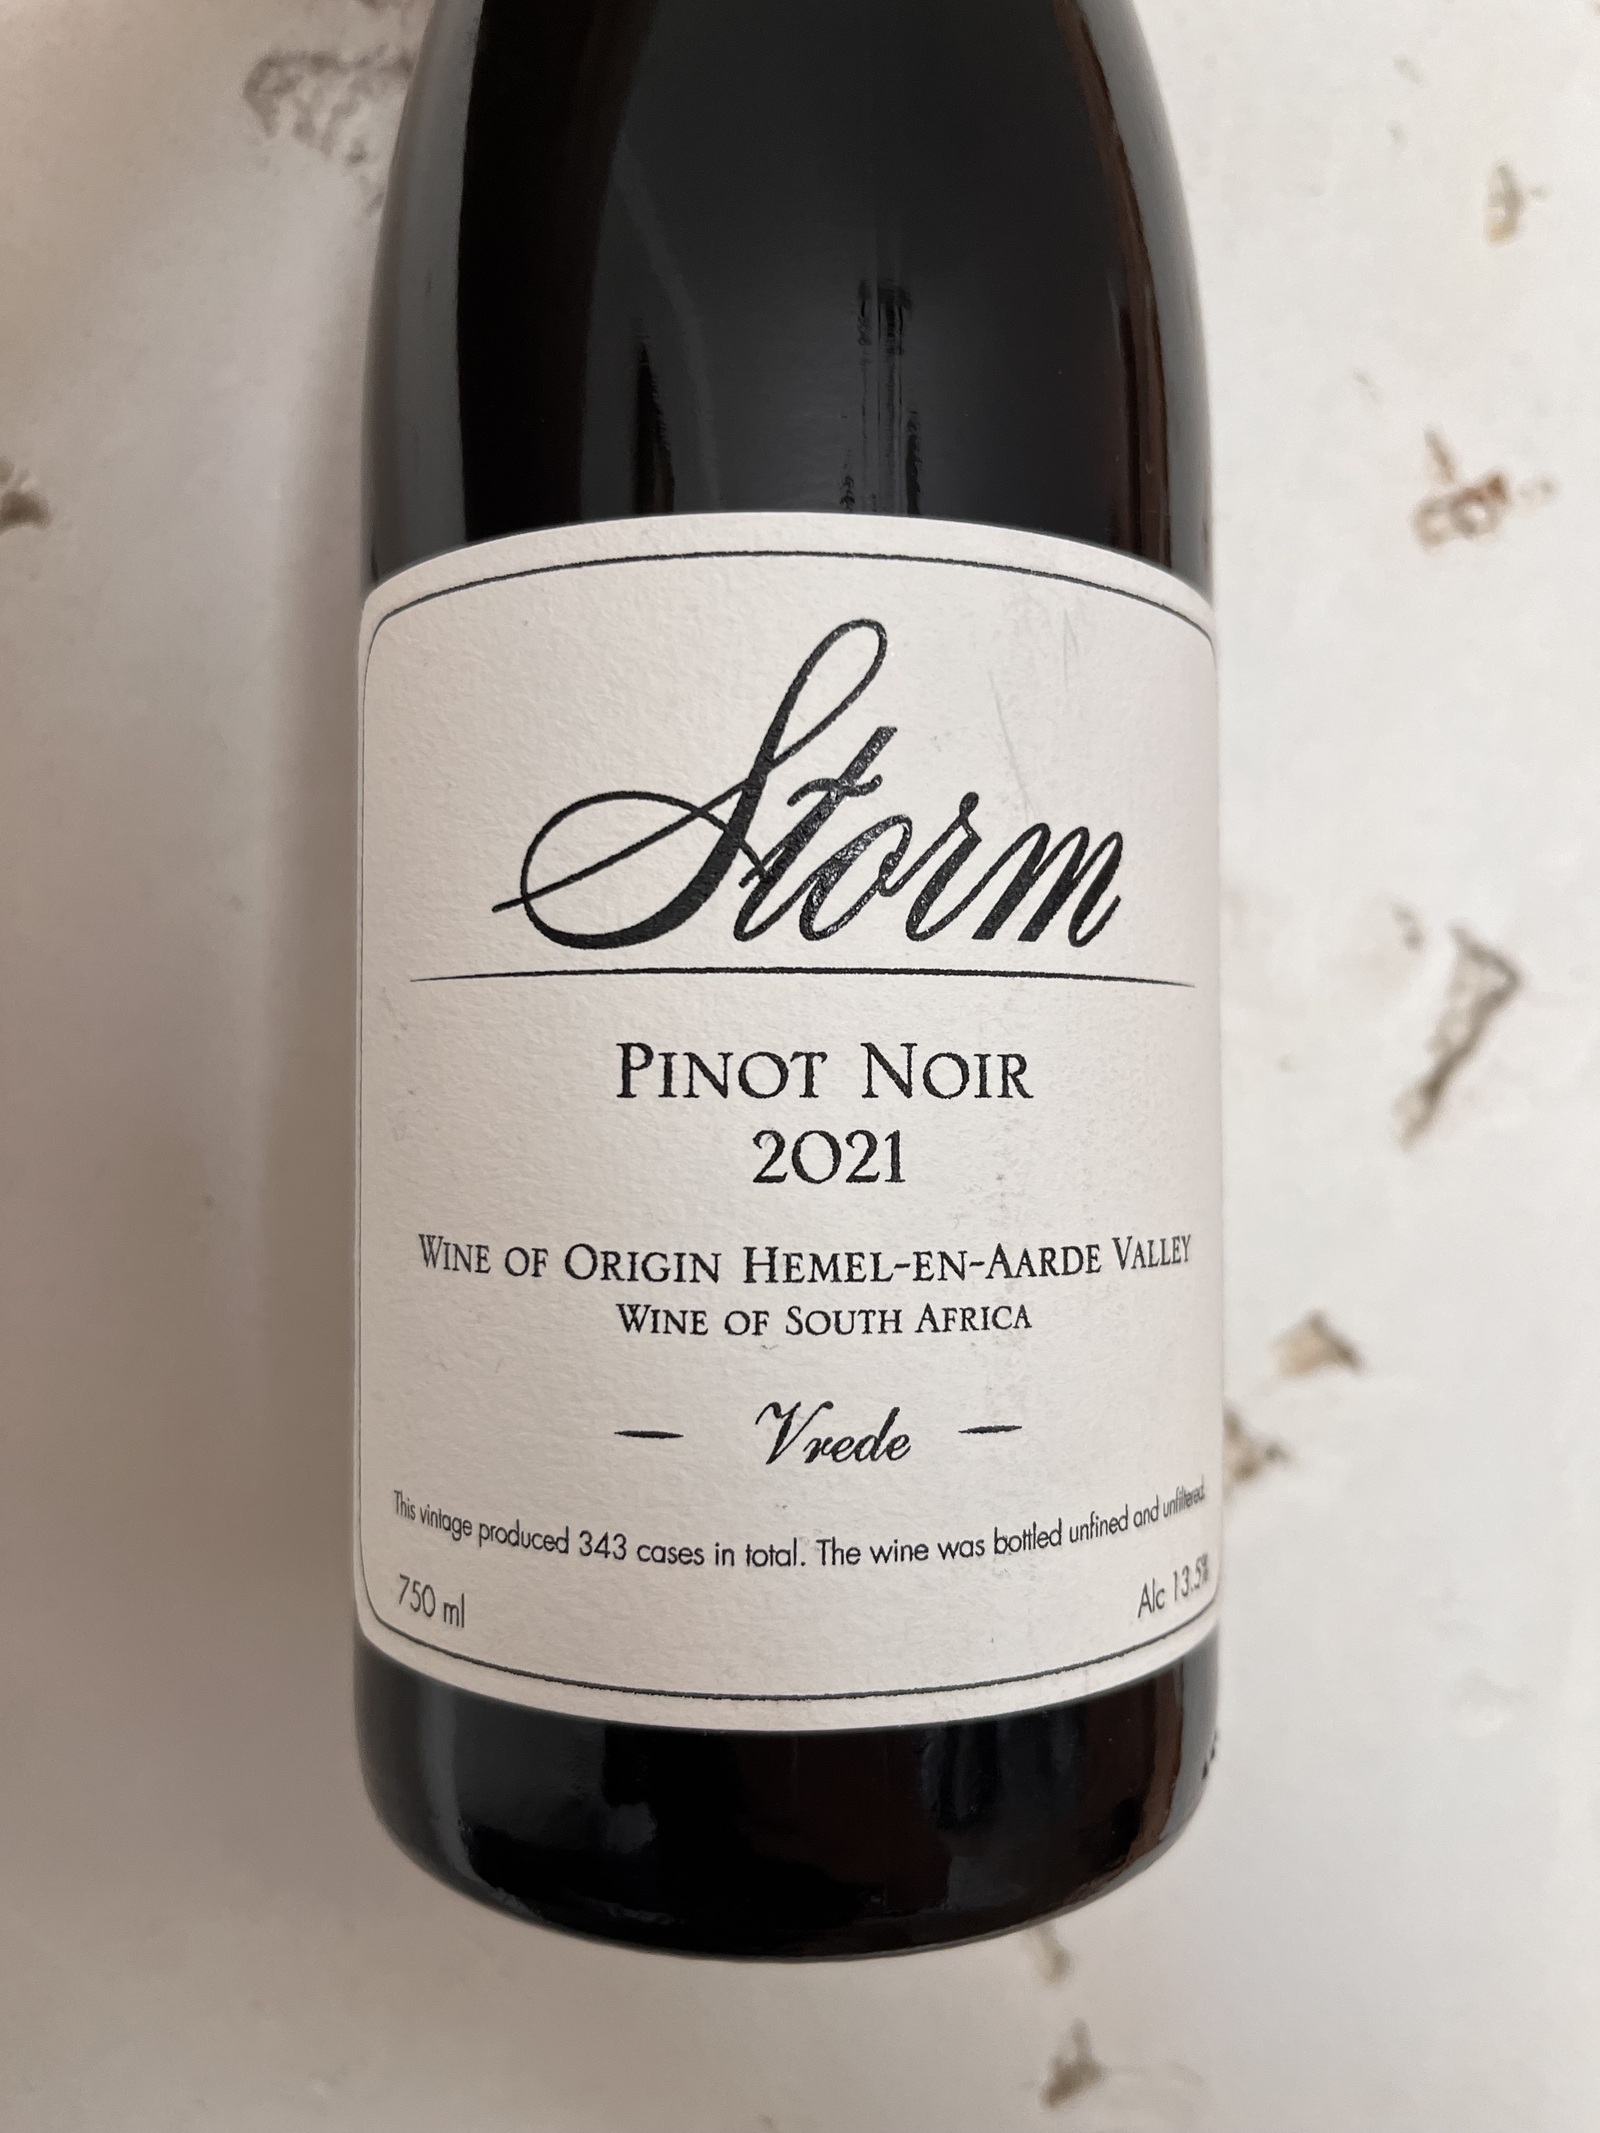 Storm
PINOT NOIR
2021
WINE OF ORIGIN HEMEL-EN-AARDE VALLEY
WINE OF SOUTH AFRICA
— Vrede —
This vintage produced 343 cases in total. The wine was bottled unfined and unfiltered.
750 ml Alc 13.5%